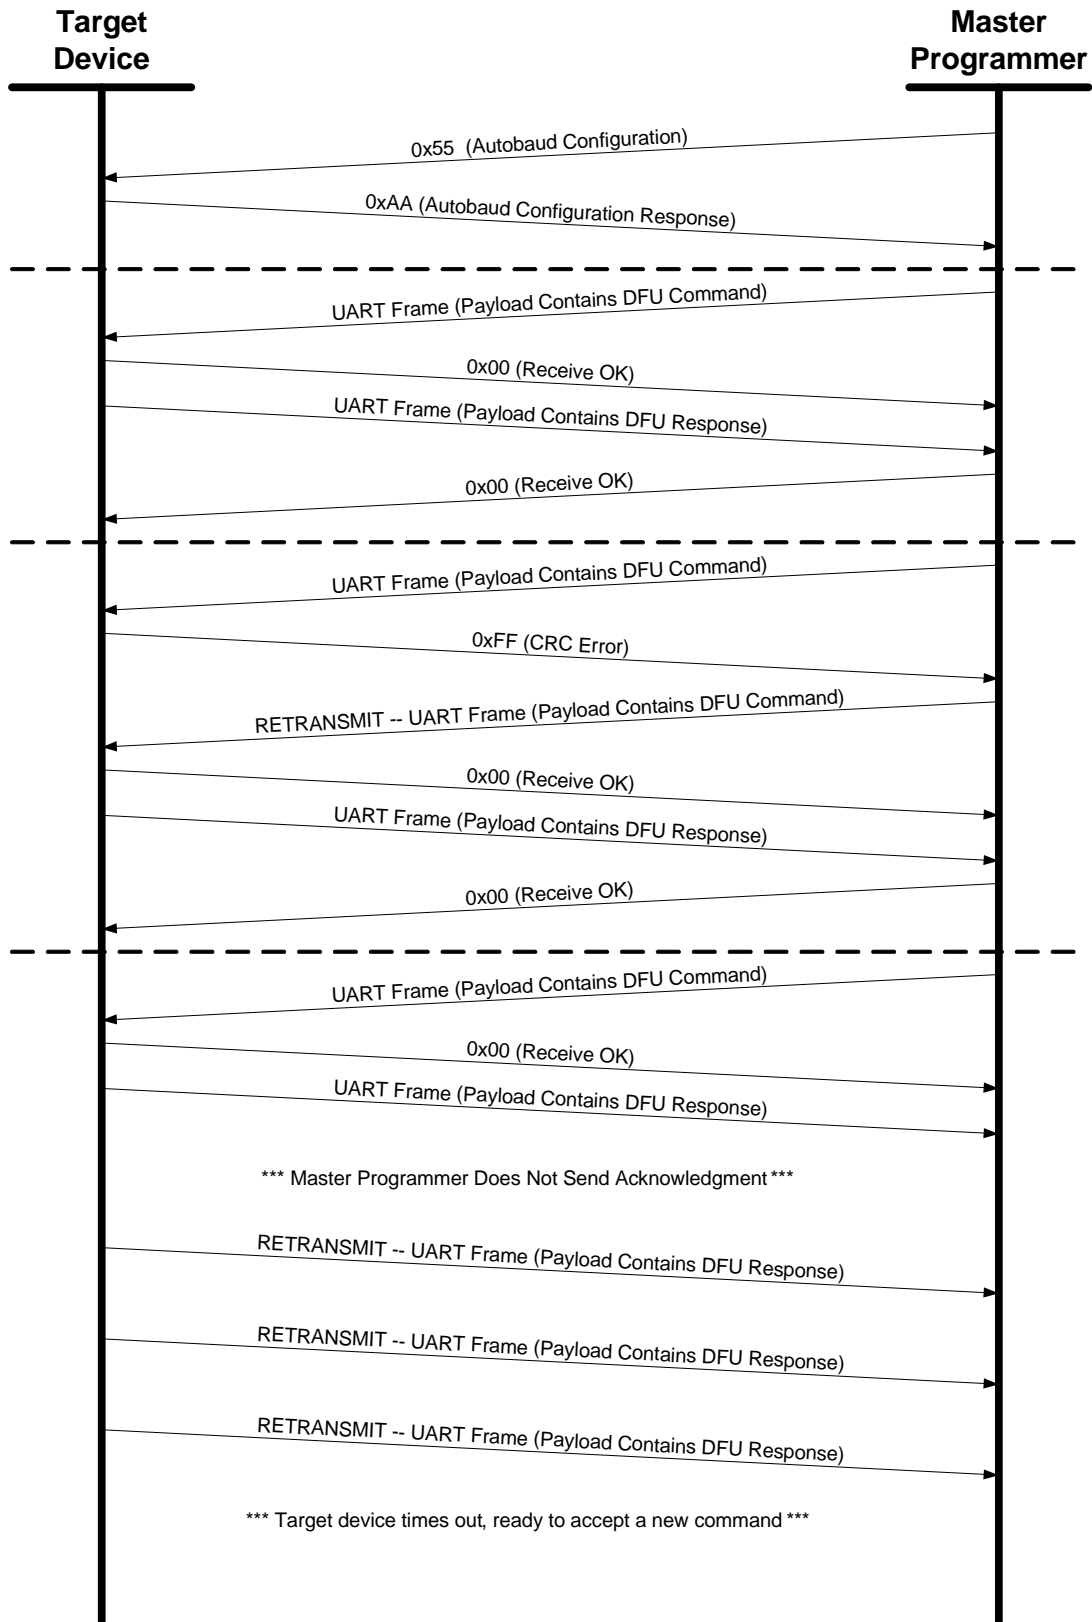 Target
Device
Master
Programmer
0x55  (Autobaud Configuration)
0xAA (Autobaud Configuration Response)
UART Frame (Payload Contains DFU Command)
0x00 (Receive OK)
UART Frame (Payload Contains DFU Response)
0x00 (Receive OK)
UART Frame (Payload Contains DFU Command)
0xFF (CRC Error)
RETRANSMIT -- UART Frame (Payload Contains DFU Command)
0x00 (Receive OK)
UART Frame (Payload Contains DFU Response)
0x00 (Receive OK)
UART Frame (Payload Contains DFU Command)
0x00 (Receive OK)
UART Frame (Payload Contains DFU Response)
*** Master Programmer Does Not Send Acknowledgment ***
RETRANSMIT -- UART Frame (Payload Contains DFU Response)
RETRANSMIT -- UART Frame (Payload Contains DFU Response)
RETRANSMIT -- UART Frame (Payload Contains DFU Response)
*** Target device times out, ready to accept a new command ***